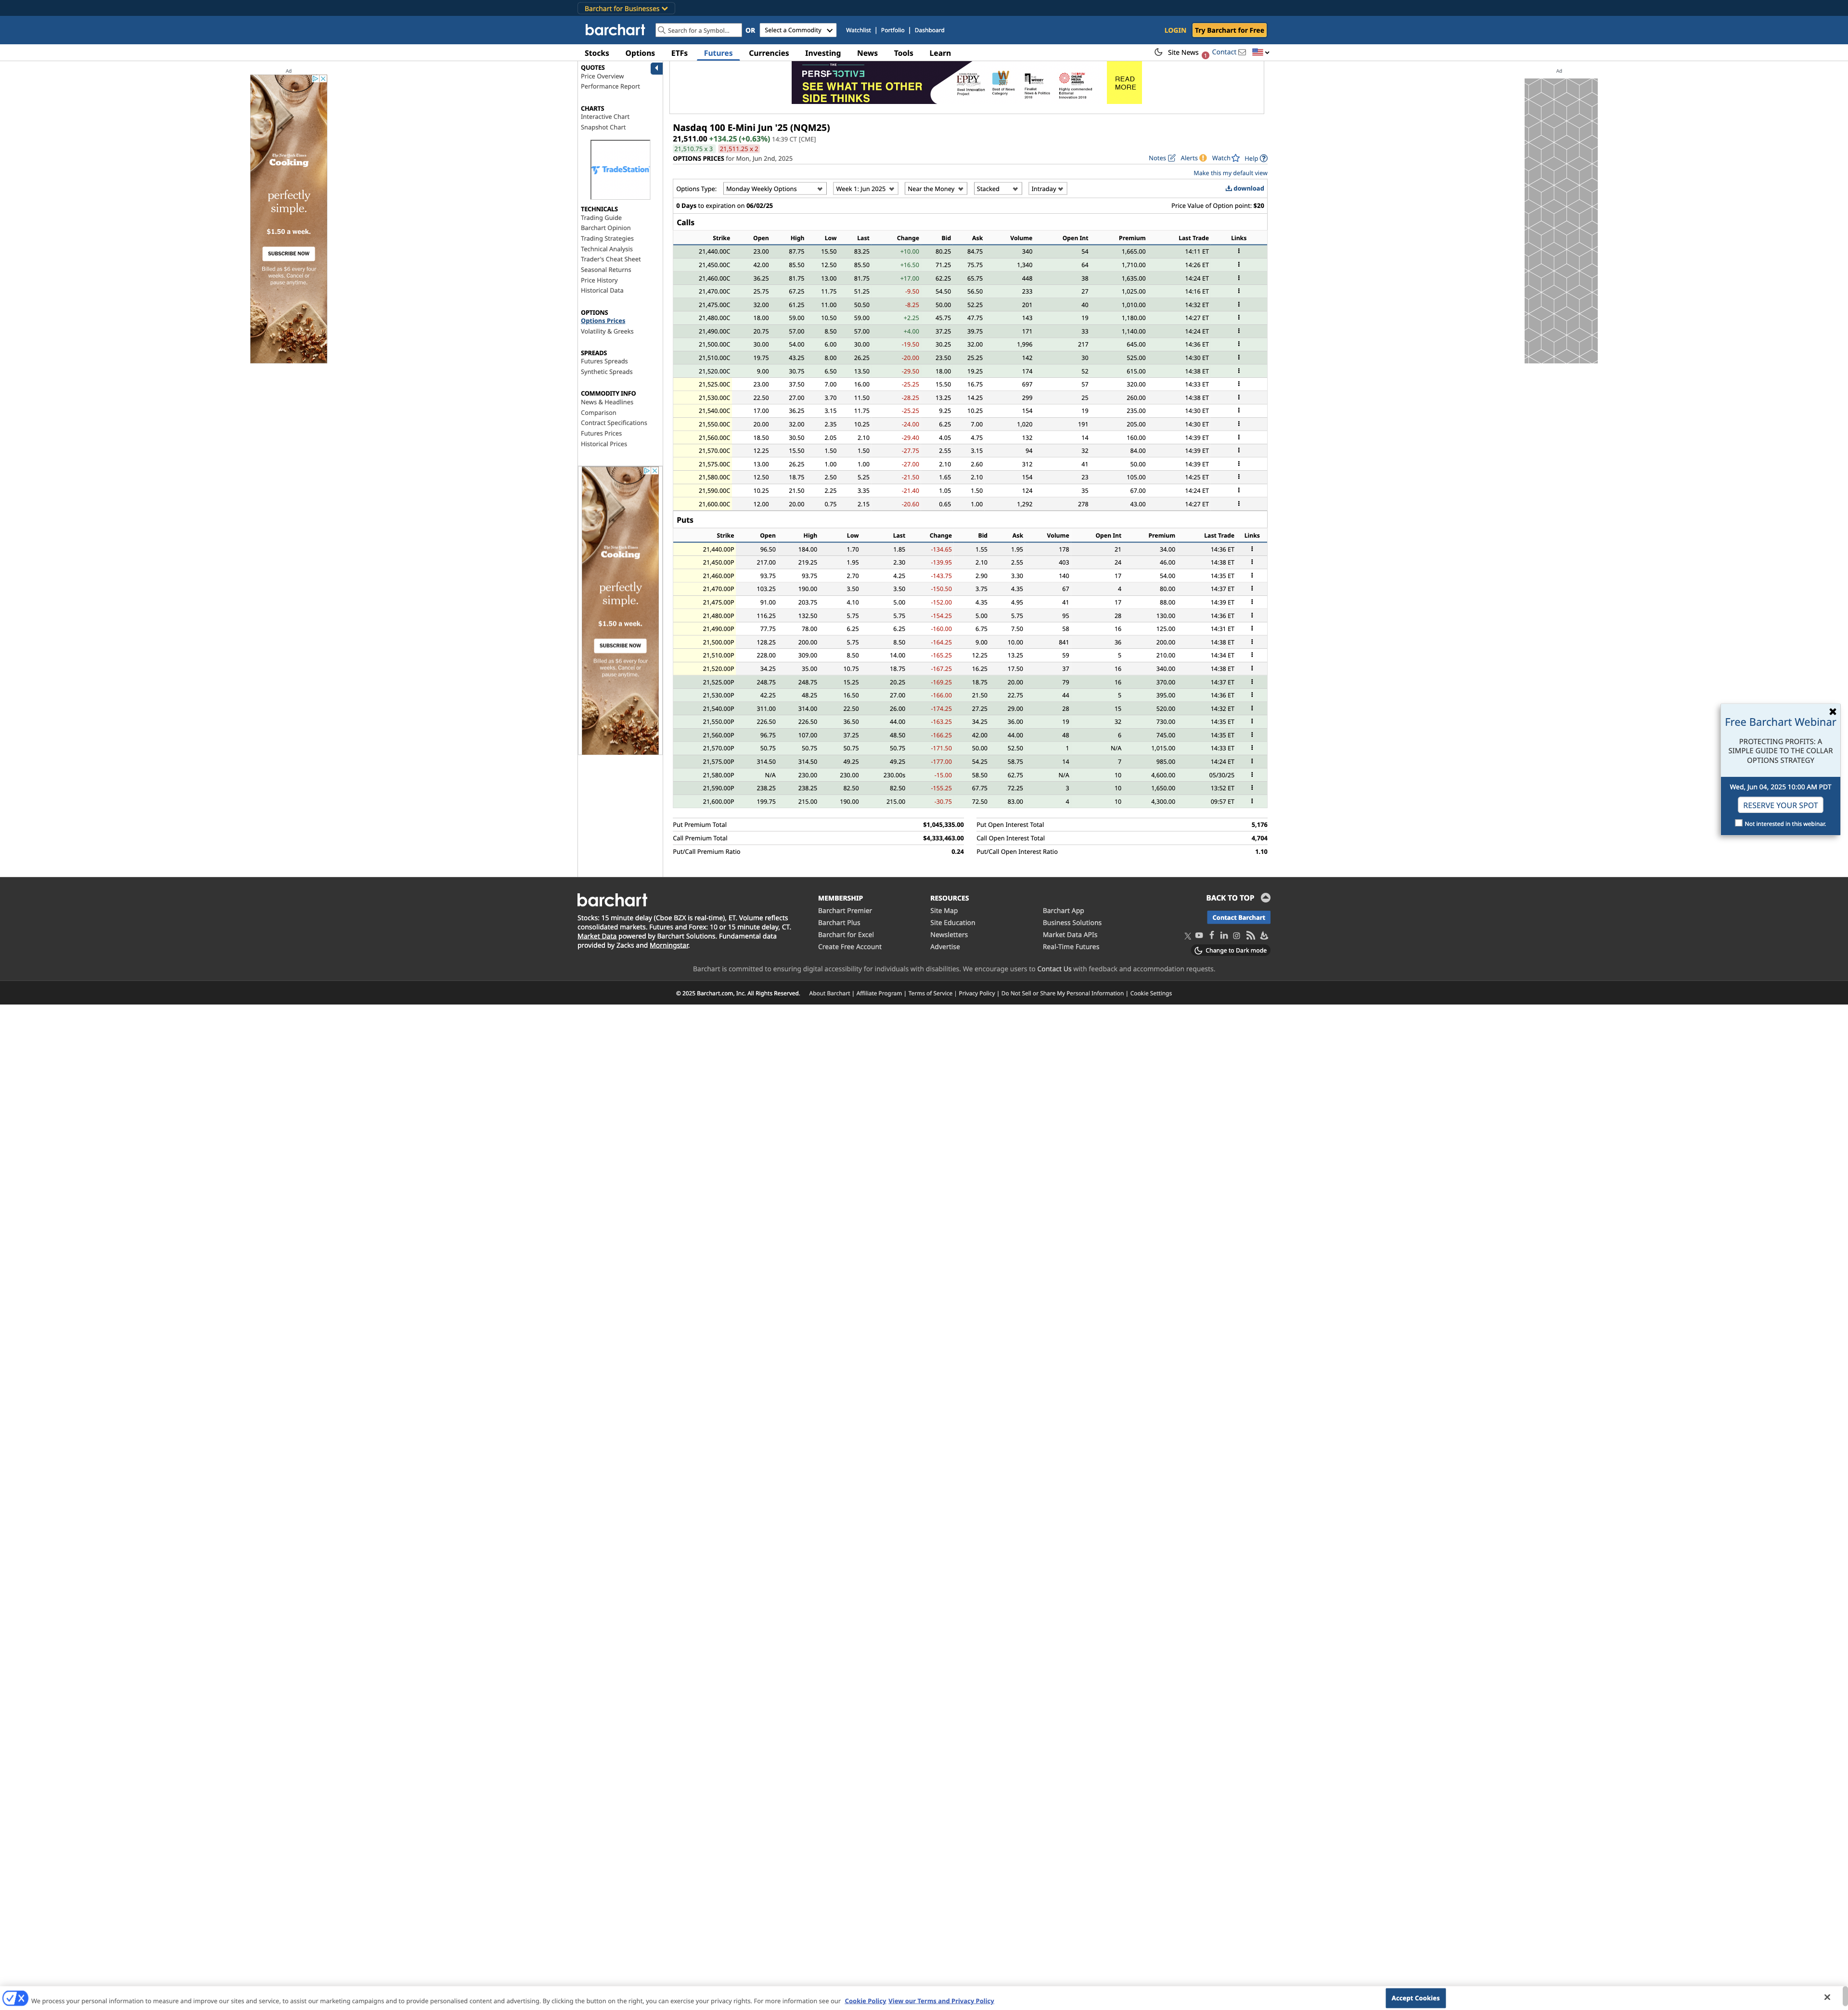 Barchart for Businesses
barchart Search for a Symbol... OR Select a Commodity Watchlist | Portfolio | Dashboard LOGIN Try Barchart for Free
Stocks Options ETFs Futures Currencies Investing News Tools Learn Site News Contact
Ad
The New York Times
Cooking
perfectly
simple.
$1.50 a week.
SUBSCRIBE NOW
Billed as $6 every four
weeks. Cancel or
pause anytime.
QUOTES
Price Overview
Performance Report
CHARTS
Interactive Chart
Snapshot Chart
TradeStation
TECHNICALS
Trading Guide
Barchart Opinion
Trading Strategies
Technical Analysis
Trader's Cheat Sheet
Seasonal Returns
Price History
Historical Data
OPTIONS
Options Prices
Volatility & Greeks
SPREADS
Futures Spreads
Synthetic Spreads
COMMODITY INFO
News & Headlines
Comparison
Contract Specifications
Futures Prices
Historical Prices
The New York Times
Cooking
perfectly
simple.
$1.50 a week.
SUBSCRIBE NOW
Billed as $6 every four
weeks. Cancel or
pause anytime.
THE
PERSPECTIVE
SEE WHAT THE OTHER
SIDE THINKS
EPPY
Best Innovation
Project
Best of News
Category
Finalist
News & Politics
2018
Highly commended
Editorial
Innovation 2018
READ
MORE
Ad
Nasdaq 100 E-Mini Jun '25 (NQM25)
21,511.00 +134.25 (+0.63%) 14:39 CT [CME]
21,510.75 x 3 21,511.25 x 2
OPTIONS PRICES for Mon, Jun 2nd, 2025 Notes Alerts Watch Help
Make this my default view
Options Type: Monday Weekly Options Week 1: Jun 2025 Near the Money Stacked Intraday download
0 Days to expiration on 06/02/25 Price Value of Option point: $20
Calls
Strike Open High Low Last Change Bid Ask Volume Open Int Premium Last Trade Links
21,440.00C 23.00 87.75 15.50 83.25 +10.00 80.25 84.75 340 54 1,665.00 14:11 ET
21,450.00C 42.00 85.50 12.50 85.50 +16.50 71.25 75.75 1,340 64 1,710.00 14:26 ET
21,460.00C 36.25 81.75 13.00 81.75 +17.00 62.25 65.75 448 38 1,635.00 14:24 ET
21,470.00C 25.75 67.25 11.75 51.25 -9.50 54.50 56.50 233 27 1,025.00 14:16 ET
21,475.00C 32.00 61.25 11.00 50.50 -8.25 50.00 52.25 201 40 1,010.00 14:32 ET
21,480.00C 18.00 59.00 10.50 59.00 +2.25 45.75 47.75 143 19 1,180.00 14:27 ET
21,490.00C 20.75 57.00 8.50 57.00 +4.00 37.25 39.75 171 33 1,140.00 14:24 ET
21,500.00C 30.00 54.00 6.00 30.00 -19.50 30.25 32.00 1,996 217 645.00 14:36 ET
21,510.00C 19.75 43.25 8.00 26.25 -20.00 23.50 25.25 142 30 525.00 14:30 ET
21,520.00C 9.00 30.75 6.50 13.50 -29.50 18.00 19.25 174 52 615.00 14:38 ET
21,525.00C 23.00 37.50 7.00 16.00 -25.25 15.50 16.75 697 57 320.00 14:33 ET
21,530.00C 22.50 27.00 3.70 11.50 -28.25 13.25 14.25 299 25 260.00 14:38 ET
21,540.00C 17.00 36.25 3.15 11.75 -25.25 9.25 10.25 154 19 235.00 14:30 ET
21,550.00C 20.00 32.00 2.35 10.25 -24.00 6.25 7.00 1,020 191 205.00 14:30 ET
21,560.00C 18.50 30.50 2.05 2.10 -29.40 4.05 4.75 132 14 160.00 14:39 ET
21,570.00C 12.25 15.50 1.50 1.50 -27.75 2.55 3.15 94 32 84.00 14:39 ET
21,575.00C 13.00 26.25 1.00 1.00 -27.00 2.10 2.60 312 41 50.00 14:39 ET
21,580.00C 12.50 18.75 2.50 5.25 -21.50 1.65 2.10 154 23 105.00 14:25 ET
21,590.00C 10.25 21.50 2.25 3.35 -21.40 1.05 1.50 124 35 67.00 14:24 ET
21,600.00C 12.00 20.00 0.75 2.15 -20.60 0.65 1.00 1,292 278 43.00 14:27 ET
Puts
Strike Open High Low Last Change Bid Ask Volume Open Int Premium Last Trade Links
21,440.00P 96.50 184.00 1.70 1.85 -134.65 1.55 1.95 178 21 34.00 14:36 ET
21,450.00P 217.00 219.25 1.95 2.30 -139.95 2.10 2.55 403 24 46.00 14:38 ET
21,460.00P 93.75 93.75 2.70 4.25 -143.75 2.90 3.30 140 17 54.00 14:35 ET
21,470.00P 103.25 190.00 3.50 3.50 -150.50 3.75 4.35 67 4 80.00 14:37 ET
21,475.00P 91.00 203.75 4.10 5.00 -152.00 4.35 4.95 41 17 88.00 14:39 ET
21,480.00P 116.25 132.50 5.75 5.75 -154.25 5.00 5.75 95 28 130.00 14:36 ET
21,490.00P 77.75 78.00 6.25 6.25 -160.00 6.75 7.50 58 16 125.00 14:31 ET
21,500.00P 128.25 200.00 5.75 8.50 -164.25 9.00 10.00 841 36 200.00 14:38 ET
21,510.00P 228.00 309.00 8.50 14.00 -165.25 12.25 13.25 59 5 210.00 14:34 ET
21,520.00P 34.25 35.00 10.75 18.75 -167.25 16.25 17.50 37 16 340.00 14:38 ET
21,525.00P 248.75 248.75 15.25 20.25 -169.25 18.75 20.00 79 16 370.00 14:37 ET
21,530.00P 42.25 48.25 16.50 27.00 -166.00 21.50 22.75 44 5 395.00 14:36 ET
21,540.00P 311.00 314.00 22.50 26.00 -174.25 27.25 29.00 28 15 520.00 14:32 ET
21,550.00P 226.50 226.50 36.50 44.00 -163.25 34.25 36.00 19 32 730.00 14:35 ET
21,560.00P 96.75 107.00 37.25 48.50 -166.25 42.00 44.00 48 6 745.00 14:35 ET
21,570.00P 50.75 50.75 50.75 50.75 -171.50 50.00 52.50 1 N/A 1,015.00 14:33 ET
21,575.00P 314.50 314.50 49.25 49.25 -177.00 54.25 58.75 14 7 985.00 14:24 ET
21,580.00P N/A 230.00 230.00 230.00s -15.00 58.50 62.75 N/A 10 4,600.00 05/30/25
21,590.00P 238.25 238.25 82.50 82.50 -155.25 67.75 72.25 3 10 1,650.00 13:52 ET
21,600.00P 199.75 215.00 190.00 215.00 -30.75 72.50 83.00 4 10 4,300.00 09:57 ET
Put Premium Total $1,045,335.00 Put Open Interest Total 5,176
Call Premium Total $4,333,463.00 Call Open Interest Total 4,704
Put/Call Premium Ratio 0.24 Put/Call Open Interest Ratio 1.10
Free Barchart Webinar
PROTECTING PROFITS: A
SIMPLE GUIDE TO THE COLLAR
OPTIONS STRATEGY
Wed, Jun 04, 2025 10:00 AM PDT
RESERVE YOUR SPOT
Not interested in this webinar.
barchart
Stocks: 15 minute delay (Cboe BZX is real-time), ET. Volume reflects
consolidated markets. Futures and Forex: 10 or 15 minute delay, CT.
Market Data powered by Barchart Solutions. Fundamental data
provided by Zacks and Morningstar.
MEMBERSHIP
Barchart Premier
Barchart Plus
Barchart for Excel
Create Free Account
RESOURCES
Site Map
Site Education
Newsletters
Advertise
Barchart App
Business Solutions
Market Data APIs
Real-Time Futures
BACK TO TOP
Contact Barchart
Change to Dark mode
Barchart is committed to ensuring digital accessibility for individuals with disabilities. We encourage users to Contact Us with feedback and accommodation requests.
© 2025 Barchart.com, Inc. All Rights Reserved. About Barchart | Affiliate Program | Terms of Service | Privacy Policy | Do Not Sell or Share My Personal Information | Cookie Settings
We process your personal information to measure and improve our sites and service, to assist our marketing campaigns and to provide personalised content and advertising. By clicking the button on the right, you can exercise your privacy rights. For more information see our Cookie Policy View our Terms and Privacy Policy
Accept Cookies